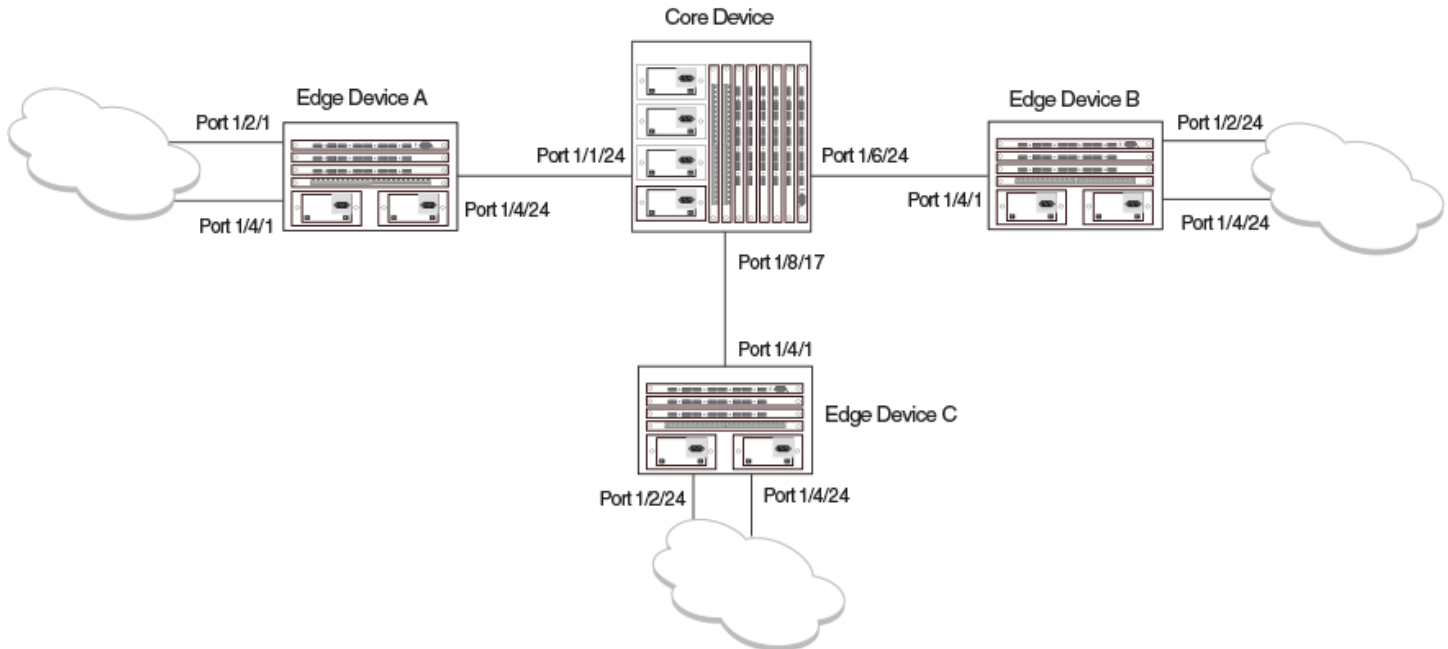 Core Device
Edge Device A
Edge Device B
Port 1/2/1
Port 1/2/24
Port 1/1/24
Port 1/6/24
Port 1/4/1
Port 1/4/24
Port 1/4/1
Port 1/4/24
Port 1/8/17
Port 1/4/1
Edge Device C
Port 1/2/24
Port 1/4/24